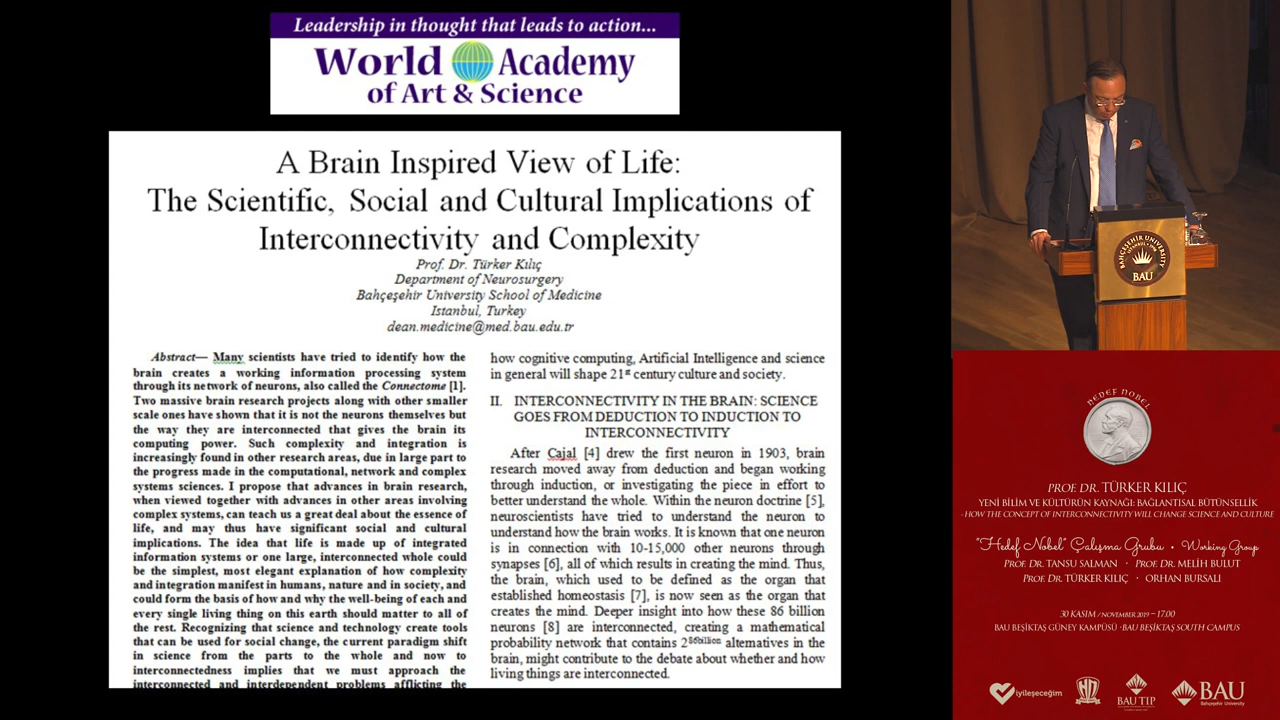 Leadership in thought that leads to action...
World Academy
of Art & Science
A Brain Inspired View of Life:
The Scientific, Social and Cultural Implications of
Interconnectivity and Complexity
Prof. Dr. Türker Kılıç
Department of Neurosurgery
Bahçeşehir University School of Medicine
Istanbul, Turkey
dean.medicine@med.bau.edu.tr
Abstract— Many scientists have tried to identify how the
brain creates a working information processing system
through its network of neurons, also called the Connectome [1].
Two massive brain research projects along with other smaller
scale ones have shown that it is not the neurons themselves but
the way they are interconnected that gives the brain its
computing power. Such complexity and integration is
increasingly found in other research areas, due in large part to
the progress made in the computational, network and complex
systems sciences. I propose that advances in brain research,
when viewed together with advances in other areas involving
complex systems, can teach us a great deal about the essence of
life, and may thus have significant social and cultural
implications. The idea that life is made up of integrated
information systems or one large, interconnected whole could
be the simplest, most elegant explanation of how complexity
and integration manifest in humans, nature and in society, and
could form the basis of how and why the well-being of each and
every single living thing on this earth should matter to all of
the rest. Recognizing that science and technology create tools
that can be used for social change, the current paradigm shift
in science from the parts to the whole and now to
interconnectedness implies that we must approach the
interconnected and interdependent problems afflicting the
how cognitive computing, Artificial Intelligence and science
in general will shape 21st century culture and society.
II. INTERCONNECTIVITY IN THE BRAIN: SCIENCE
GOES FROM DEDUCTION TO INDUCTION TO
INTERCONNECTIVITY
After Cajal [4] drew the first neuron in 1903, brain
research moved away from deduction and began working
through induction, or investigating the piece in effort to
better understand the whole. Within the neuron doctrine [5],
neuroscientists have tried to understand the neuron to
understand how the brain works. It is known that one neuron
is in connection with 10-15,000 other neurons through
synapses [6], all of which results in creating the mind. Thus,
the brain, which used to be defined as the organ that
established homeostasis [7], is now seen as the organ that
creates the mind. Deeper insight into how these 86 billion
neurons [8] are interconnected, creating a mathematical
probability network that contains 2^86billion alternatives in the
brain, might contribute to the debate about whether and how
living things are interconnected.
BAHÇEŞEHİR UNIVERSITY
BAU
HEDEF NOBEL
PROF. DR. TÜRKER KILIÇ
YENİ BİLİM VE KÜLTÜRÜN KAYNAĞI: BAĞLANTISAL BÜTÜNSELLİK
- HOW THE CONCEPT OF INTERCONNECTIVITY WILL CHANGE SCIENCE AND CULTURE
"Hedef Nobel" Çalışma Grubu • Working Group
PROF. DR. TANSU SALMAN · PROF. DR. MELİH BULUT
PROF. DR. TÜRKER KILIÇ · ORHAN BURSALI
30 KASIM / NOVEMBER 2019 – 17.00
BAU BEŞİKTAŞ GÜNEY KAMPÜSÜ · BAU BEŞİKTAŞ SOUTH CAMPUS
iyileşeceğim
BAU TIP
BAU
Bahçeşehir University